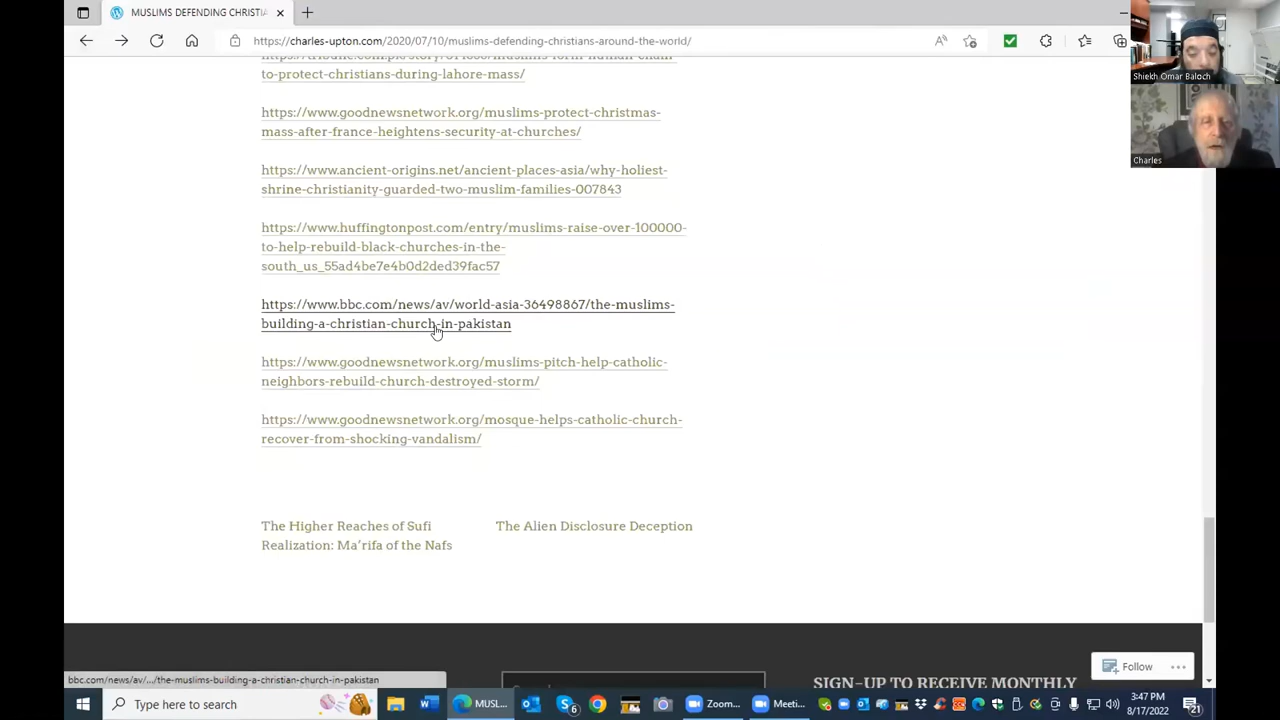 MUSLIMS DEFENDING CHRISTIA
https://charles-upton.com/2020/07/10/muslims-defending-christians-around-the-world/
Shiekh Omar Baloch
Charles
to-protect-christians-during-lahore-mass/
https://www.goodnewsnetwork.org/muslims-protect-christmas-
mass-after-france-heightens-security-at-churches/
https://www.ancient-origins.net/ancient-places-asia/why-holiest-
shrine-christianity-guarded-two-muslim-families-007843
https://www.huffingtonpost.com/entry/muslims-raise-over-100000-
to-help-rebuild-black-churches-in-the-
south_us_55ad4be7e4b0d2ded39fac57
https://www.bbc.com/news/av/world-asia-36498867/the-muslims-
building-a-christian-church-in-pakistan
https://www.goodnewsnetwork.org/muslims-pitch-help-catholic-
neighbors-rebuild-church-destroyed-storm/
https://www.goodnewsnetwork.org/mosque-helps-catholic-church-
recover-from-shocking-vandalism/
The Higher Reaches of Sufi
Realization: Ma’rifa of the Nafs
The Alien Disclosure Deception
Follow
SIGN-UP TO RECEIVE MONTHLY
bbc.com/news/av/.../the-muslims-building-a-christian-church-in-pakistan
Type here to search
MUSL...
6
Zoom...
Meeti...
3:47 PM
8/17/2022
21